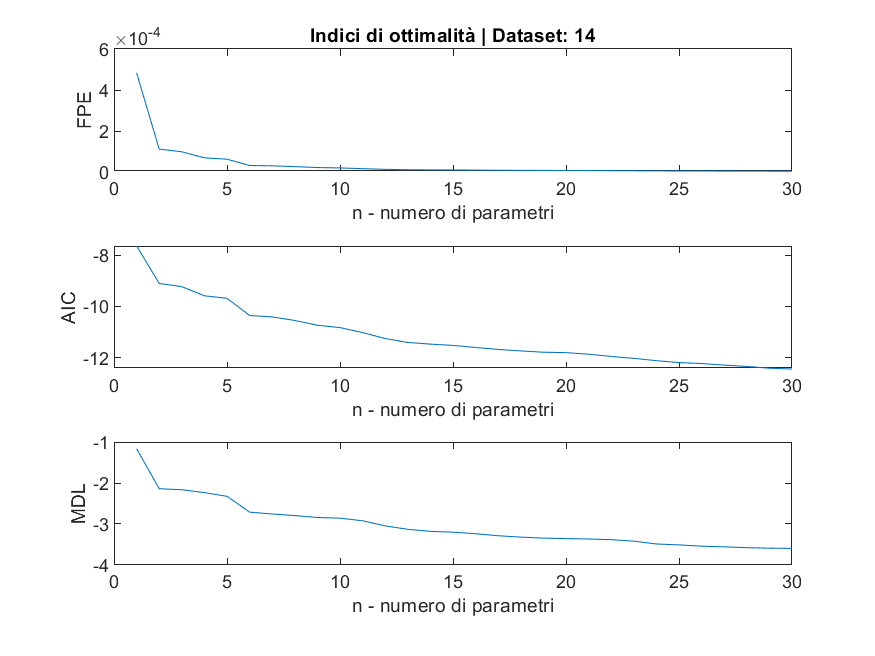 Indici di ottimalità | Dataset: 14
×10-4
6
4
2
0
FPE
0 5 10 15 20 25 30
n - numero di parametri
-8
-10
-12
AIC
0 5 10 15 20 25 30
n - numero di parametri
-1
-2
-3
-4
MDL
0 5 10 15 20 25 30
n - numero di parametri